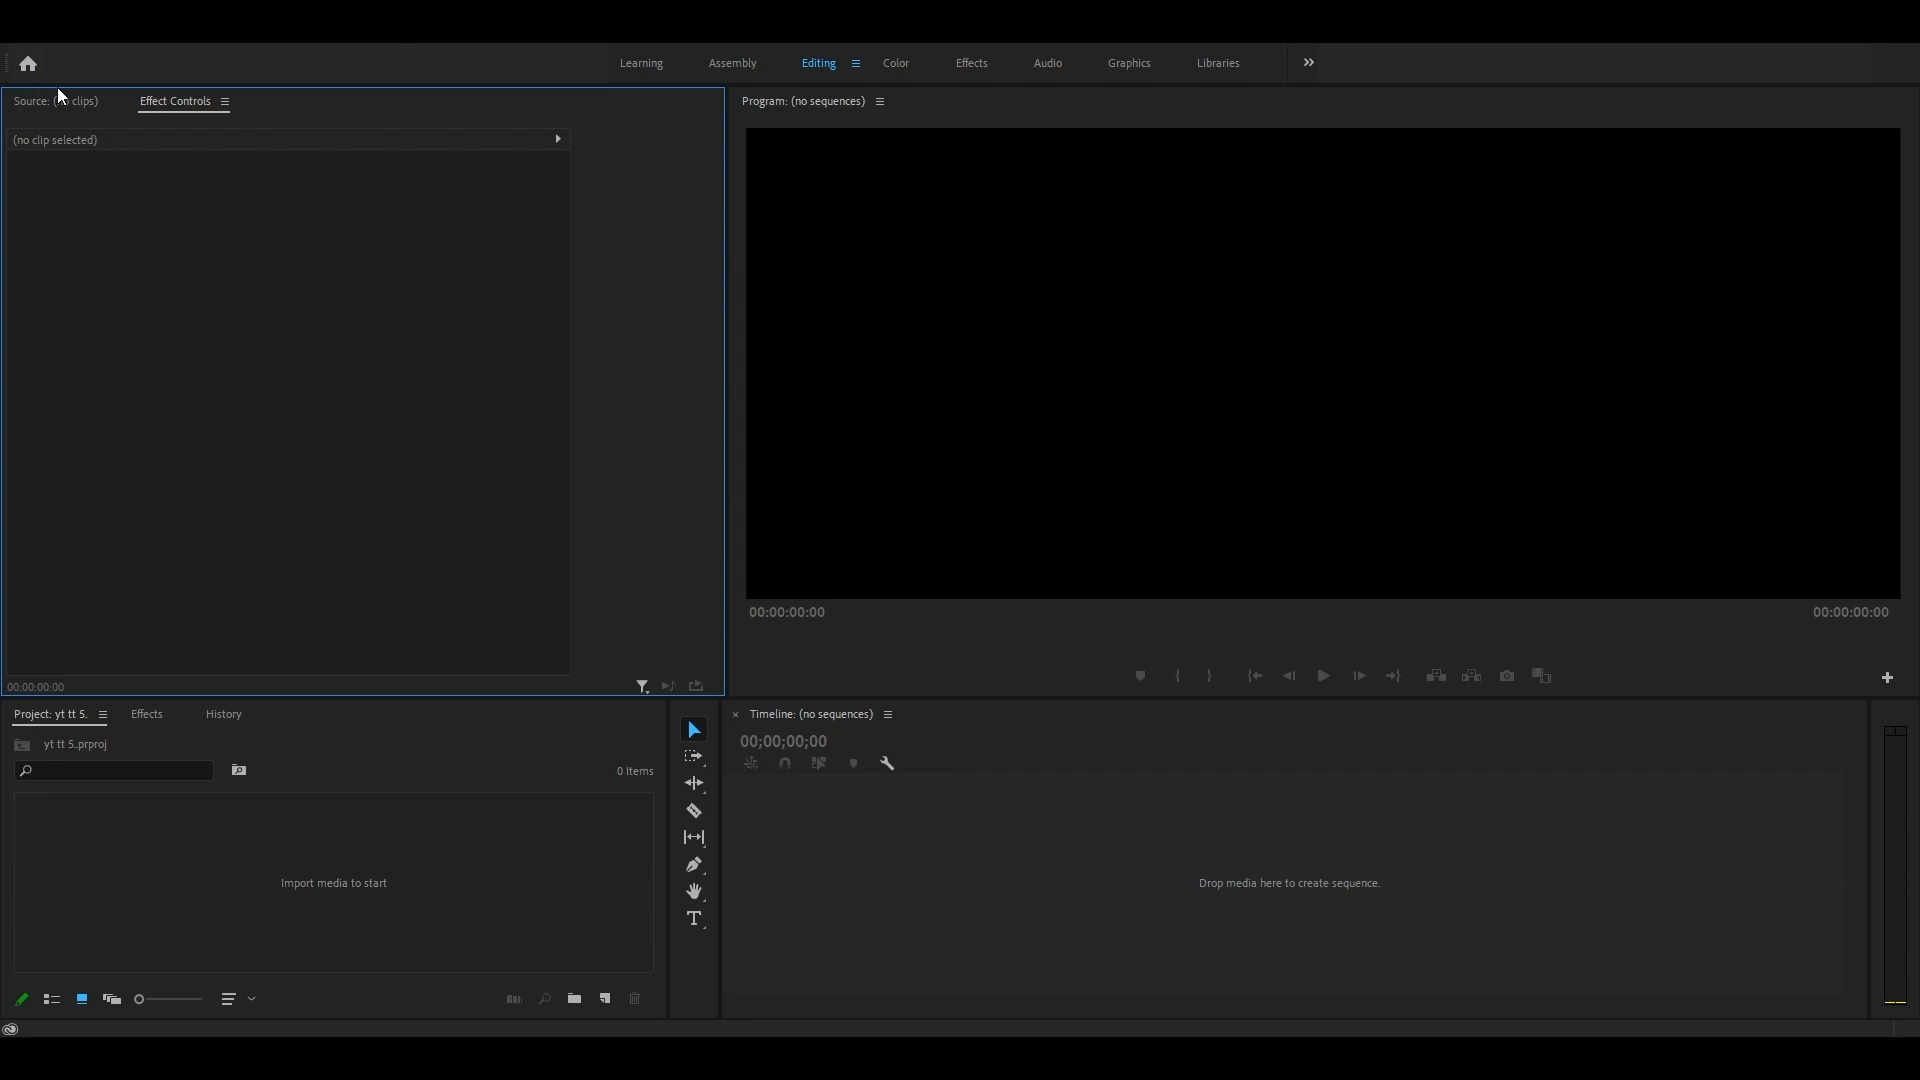 Learning Assembly Editing Color Effects Audio Graphics Libraries
Source: (no clips) Effect Controls
(no clip selected)
00:00:00:00
Program: (no sequences)
00:00:00:00 00:00:00:00
Project: yt tt 5. Effects History
yt tt 5.prproj
0 Items
Import media to start
Timeline: (no sequences)
00;00;00;00
Drop media here to create sequence.